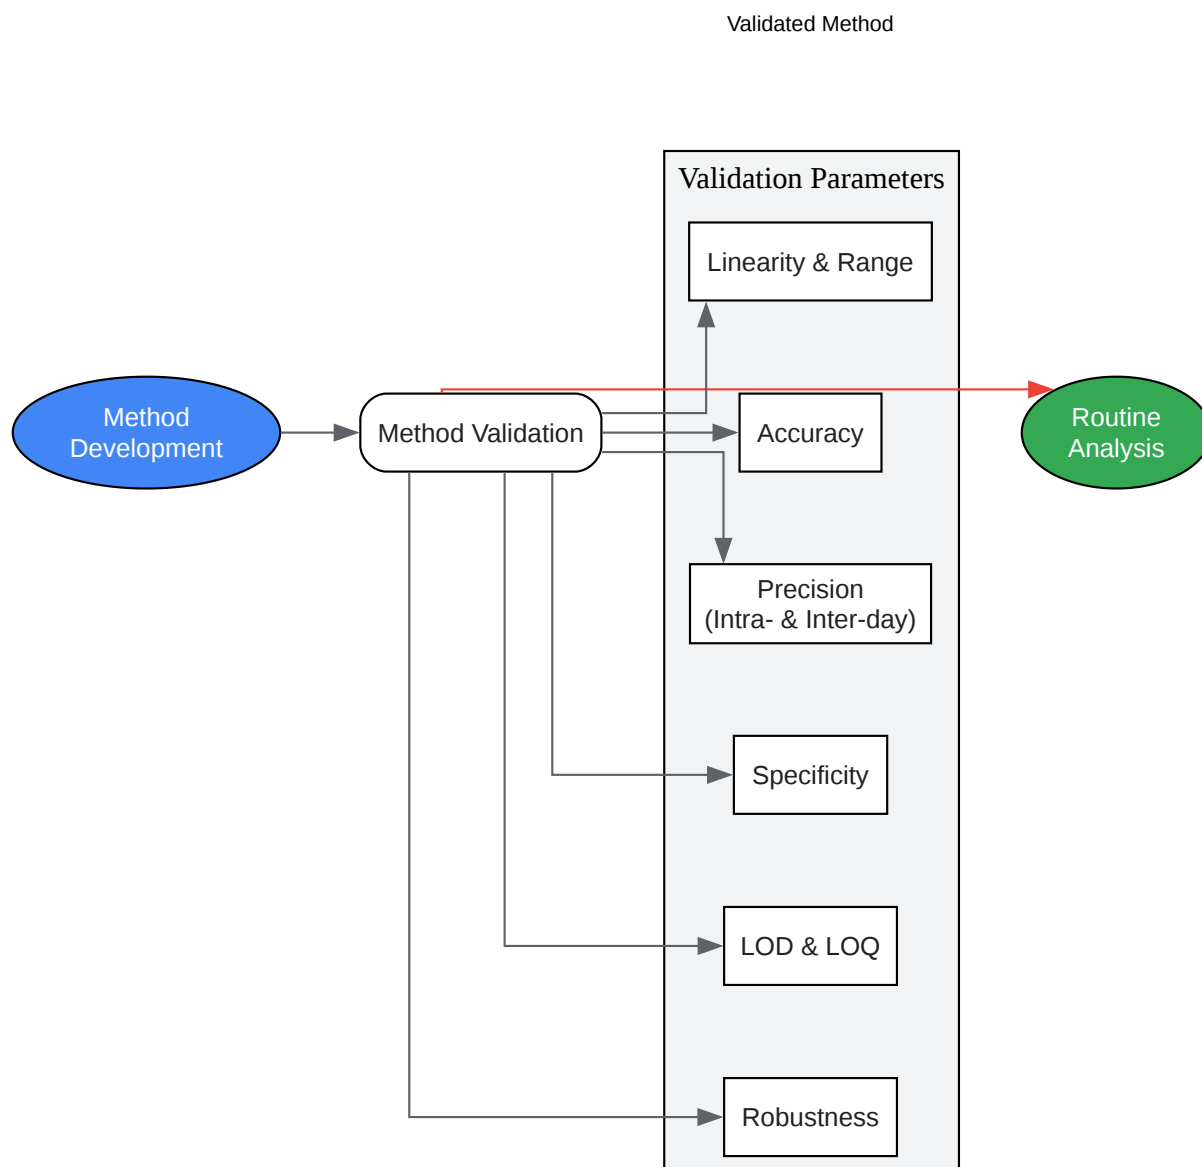 Validated Method
Validation Parameters
Linearity & Range
Method
Development
Method Validation
Accuracy
Routine
Analysis
Precision
(Intra- & Inter-day)
Specificity
LOD & LOQ
Robustness